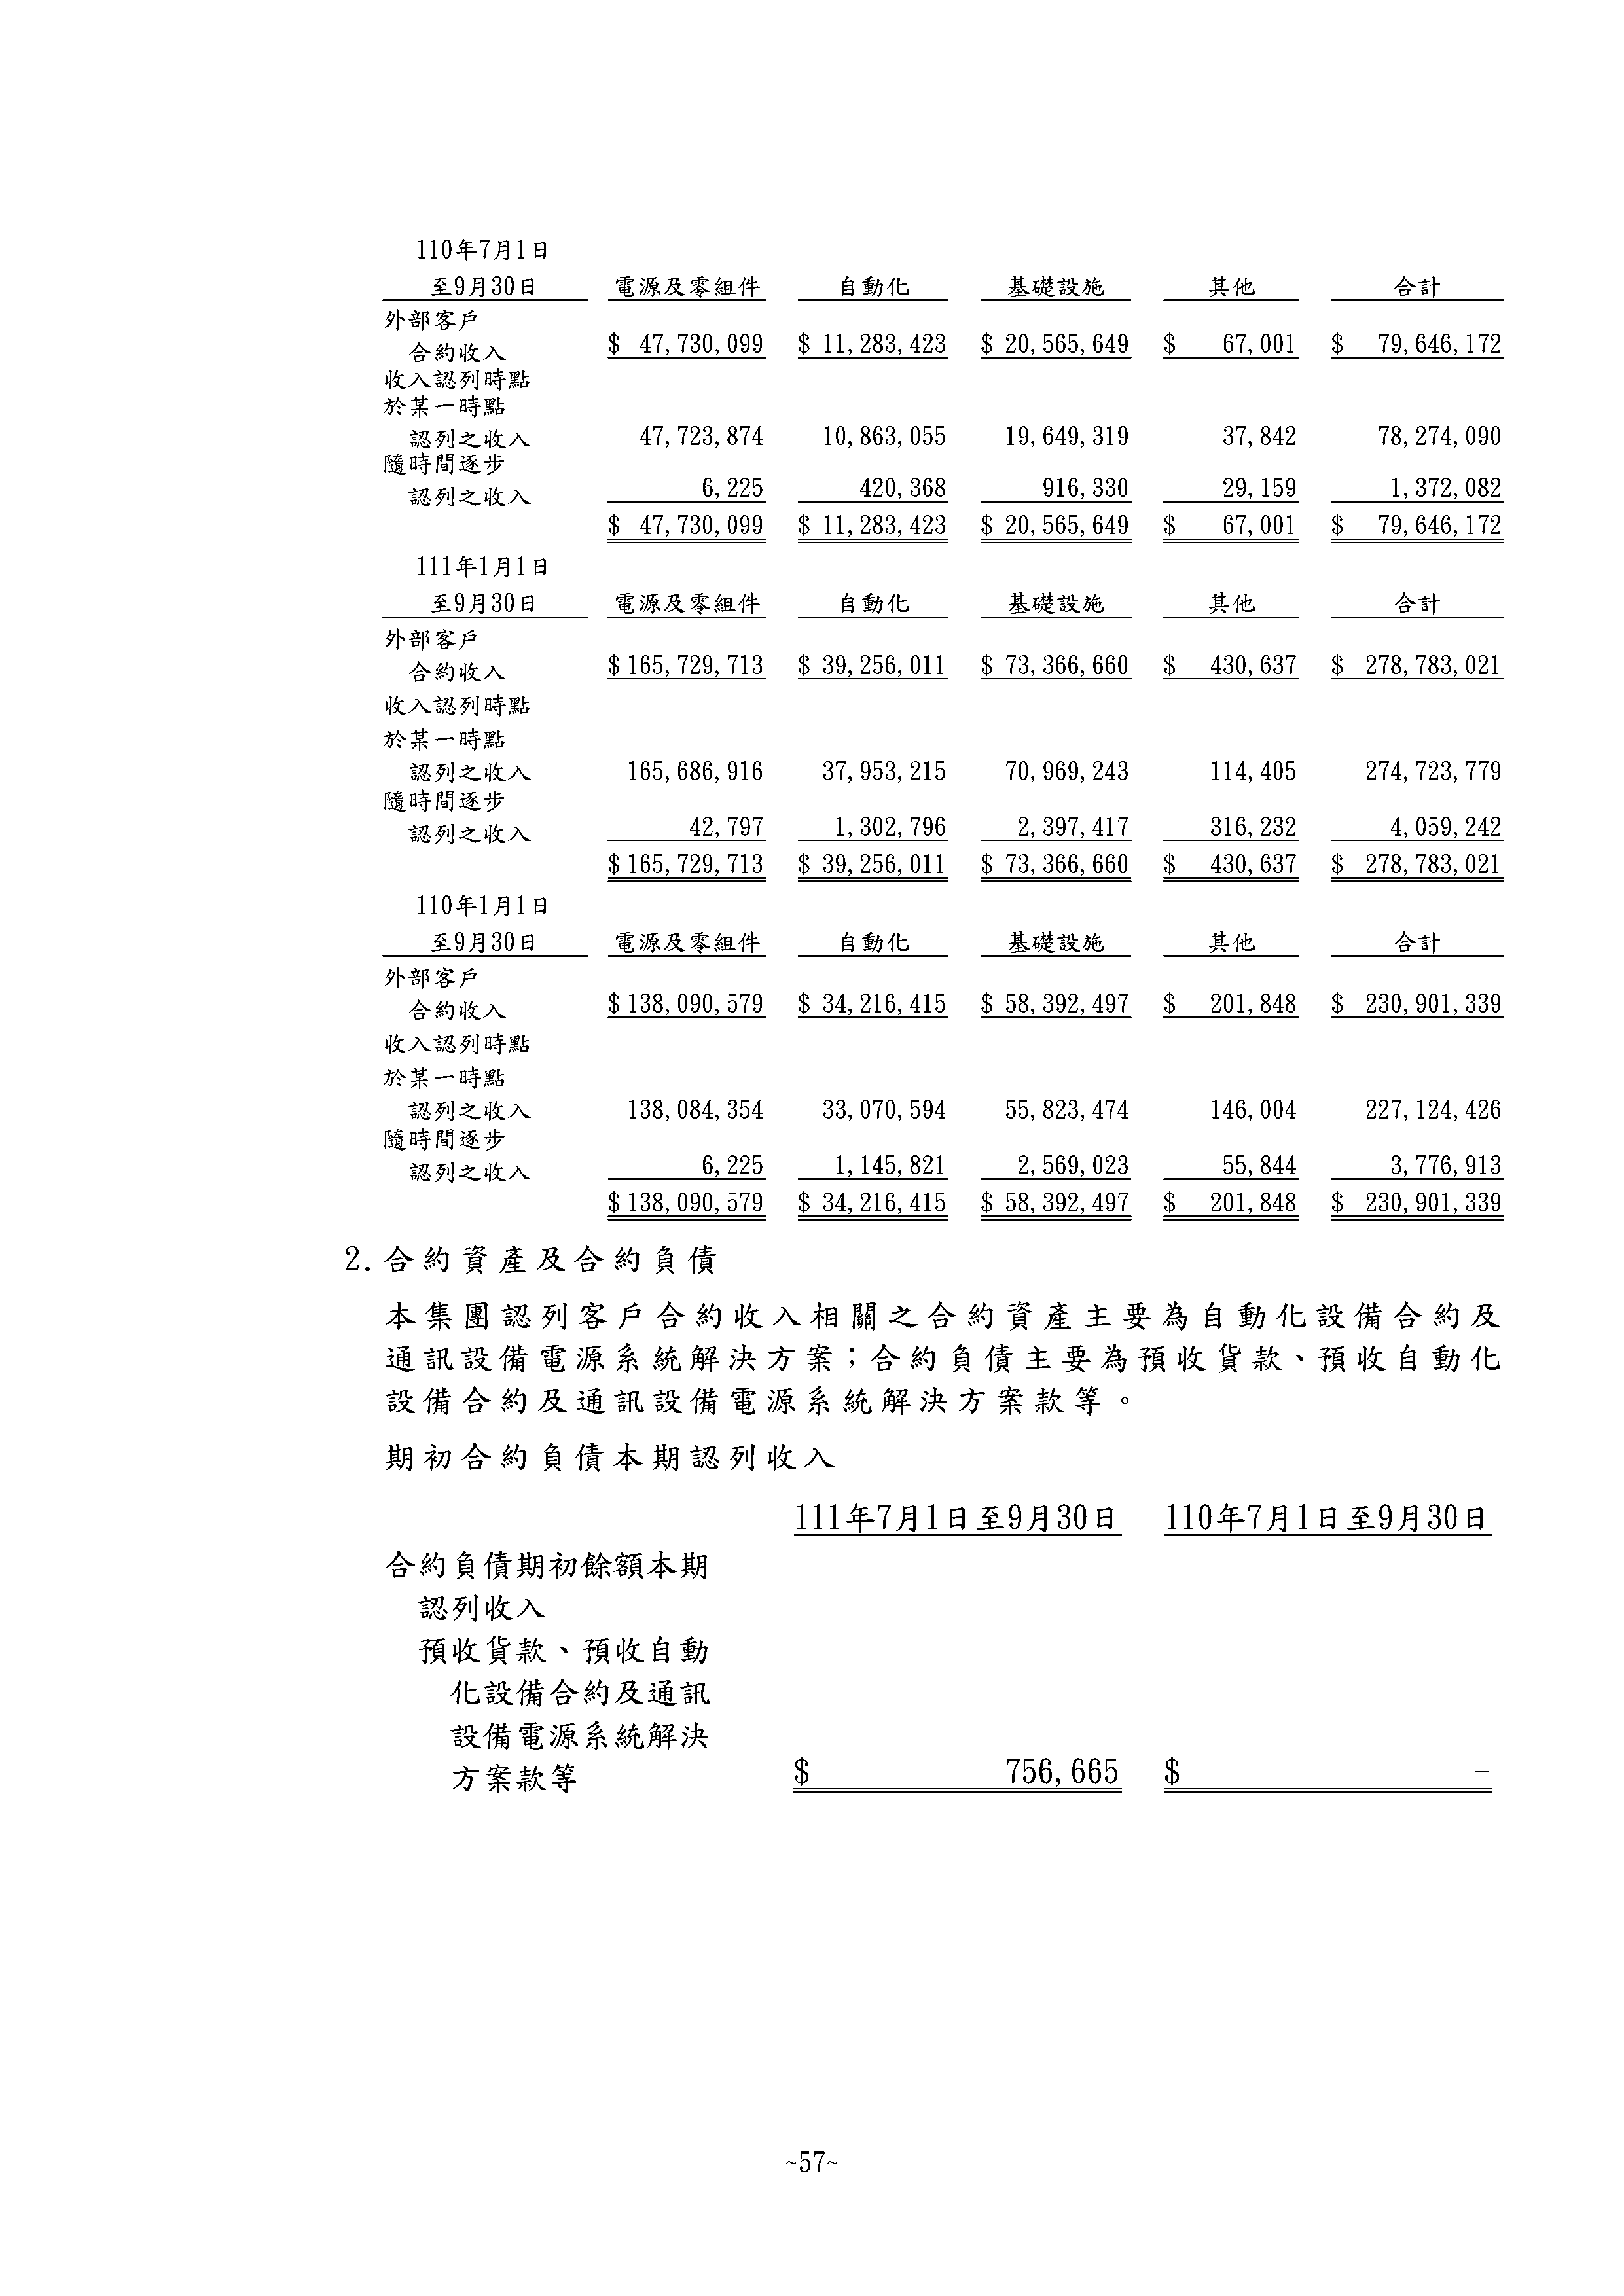 110年7月1日
至9月30日 電源及零組件 自動化 基礎設施 其他 合計
外部客戶
合約收入 $ 47,730,099 $ 11,283,423 $ 20,565,649 $ 67,001 $ 79,646,172
收入認列時點
於某一時點
認列之收入 47,723,874 10,863,055 19,649,319 37,842 78,274,090
隨時間逐步
認列之收入 6,225 420,368 916,330 29,159 1,372,082
$ 47,730,099 $ 11,283,423 $ 20,565,649 $ 67,001 $ 79,646,172
111年1月1日
至9月30日 電源及零組件 自動化 基礎設施 其他 合計
外部客戶
合約收入 $ 165,729,713 $ 39,256,011 $ 73,366,660 $ 430,637 $ 278,783,021
收入認列時點
於某一時點
認列之收入 165,686,916 37,953,215 70,969,243 114,405 274,723,779
隨時間逐步
認列之收入 42,797 1,302,796 2,397,417 316,232 4,059,242
$ 165,729,713 $ 39,256,011 $ 73,366,660 $ 430,637 $ 278,783,021
110年1月1日
至9月30日 電源及零組件 自動化 基礎設施 其他 合計
外部客戶
合約收入 $ 138,090,579 $ 34,216,415 $ 58,392,497 $ 201,848 $ 230,901,339
收入認列時點
於某一時點
認列之收入 138,084,354 33,070,594 55,823,474 146,004 227,124,426
隨時間逐步
認列之收入 6,225 1,145,821 2,569,023 55,844 3,776,913
$ 138,090,579 $ 34,216,415 $ 58,392,497 $ 201,848 $ 230,901,339
2.合約資產及合約負債
本集團認列客戶合約收入相關之合約資產主要為自動化設備合約及
通訊設備電源系統解決方案；合約負債主要為預收貨款、預收自動化
設備合約及通訊設備電源系統解決方案款等。
期初合約負債本期認列收入
111年7月1日至9月30日 110年7月1日至9月30日
合約負債期初餘額本期
認列收入
預收貨款、預收自動
化設備合約及通訊
設備電源系統解決
方案款等 $ 756,665 $ –
~57~